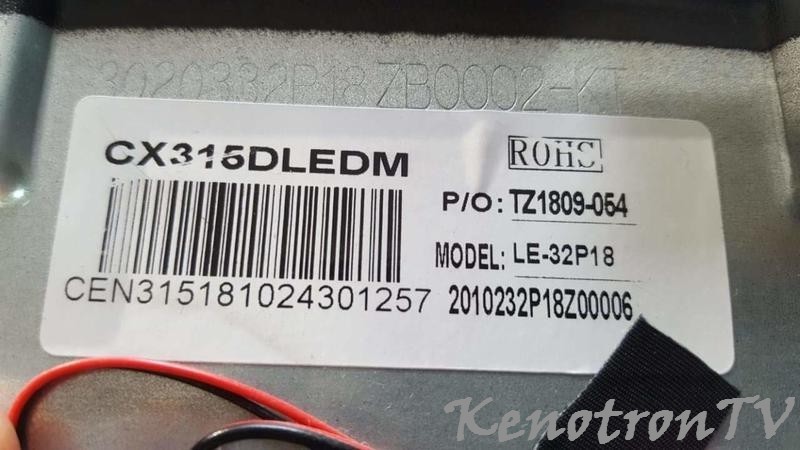 3020332P18ZB0002-KT
CX315DLEDM
ROHS
P/O: TZ1809-054
MODEL: LE-32P18
CEN315181024301257
2010232P18Z00006
KenotronTV